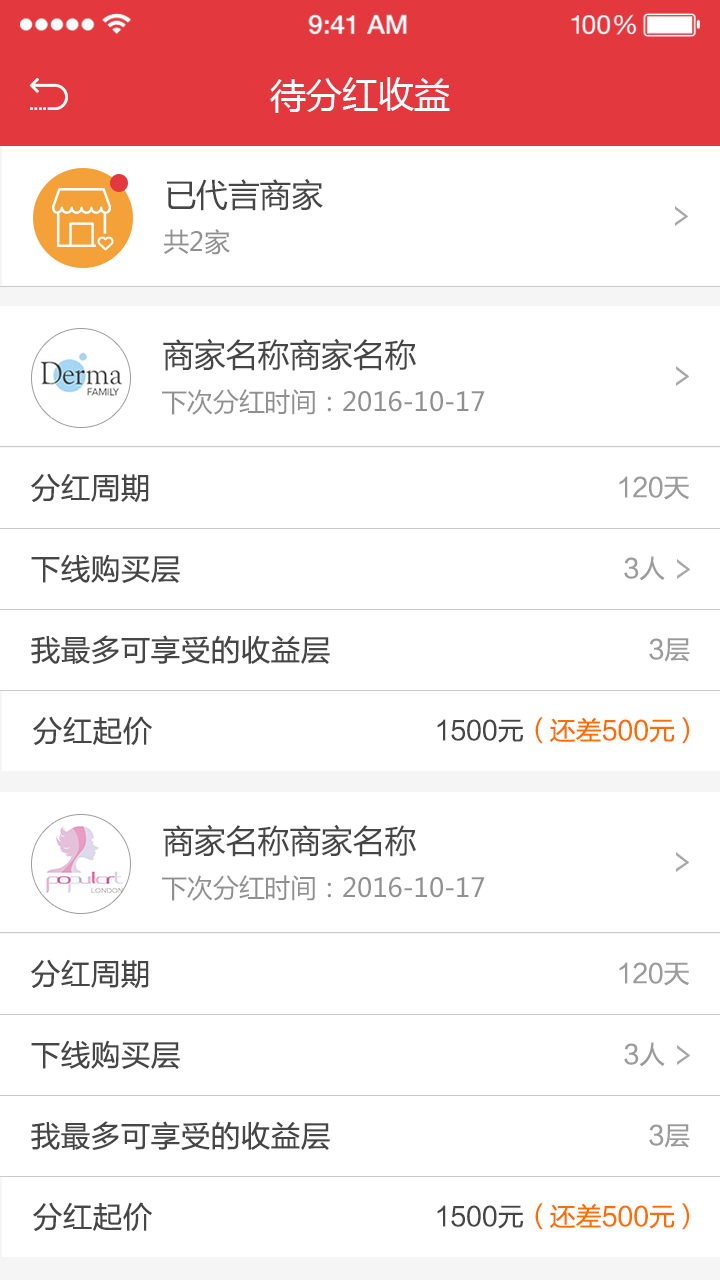 9:41 AM 100%
待分红收益
已代言商家
共2家
Derma
FAMILY
商家名称商家名称
下次分红时间：2016-10-17
分红周期 120天
下线购买层 3人
我最多可享受的收益层 3层
分红起价 1500元（还差500元）
populart
LONDON
商家名称商家名称
下次分红时间：2016-10-17
分红周期 120天
下线购买层 3人
我最多可享受的收益层 3层
分红起价 1500元（还差500元）